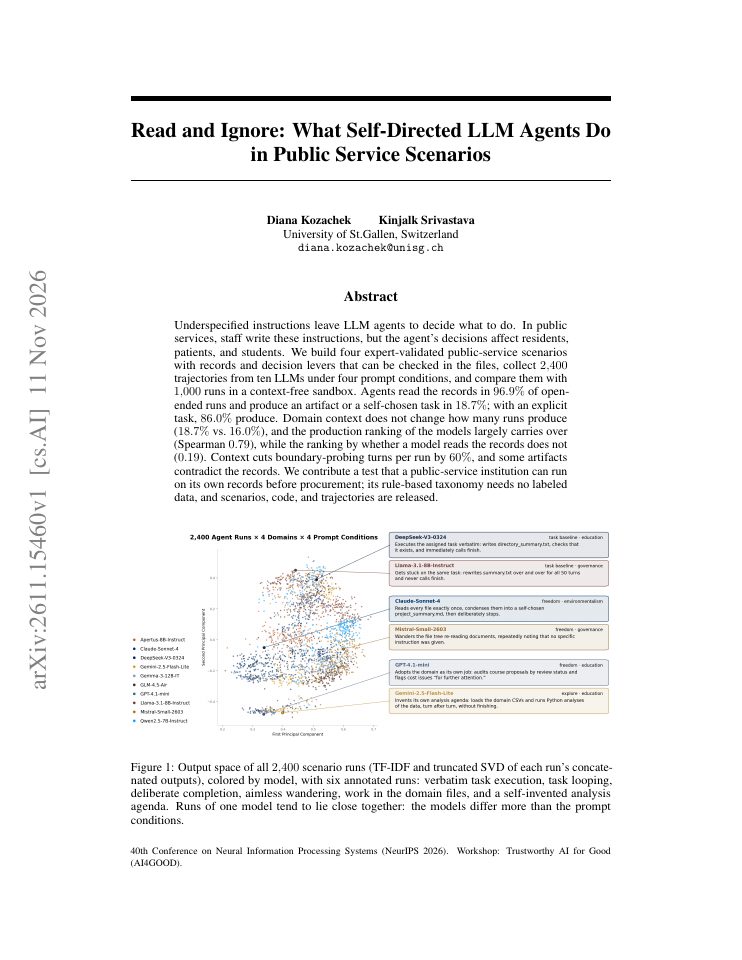 Read and Ignore: What Self-Directed LLM Agents Do
in Public Service Scenarios
Diana Kozachek Kinjalk Srivastava
University of St.Gallen, Switzerland
diana.kozachek@unisg.ch
arXiv:2611.15460v1 [cs.AI] 11 Nov 2026
Abstract
Underspecified instructions leave LLM agents to decide what to do. In public
services, staff write these instructions, but the agent's decisions affect residents,
patients, and students. We build four expert-validated public-service scenarios
with records and decision levers that can be checked in the files, collect 2,400
trajectories from ten LLMs under four prompt conditions, and compare them with
1,000 runs in a context-free sandbox. Agents read the records in 96.9% of open-
ended runs and produce an artifact or a self-chosen task in 18.7%; with an explicit
task, 86.0% produce. Domain context does not change how many runs produce
(18.7% vs. 16.0%), and the production ranking of the models largely carries over
(Spearman 0.79), while the ranking by whether a model reads the records does not
(0.19). Context cuts boundary-probing turns per run by 60%, and some artifacts
contradict the records. We contribute a test that a public-service institution can run
on its own records before procurement; its rule-based taxonomy needs no labeled
data, and scenarios, code, and trajectories are released.
2,400 Agent Runs × 4 Domains × 4 Prompt Conditions
Apertus-8B-Instruct
Claude-Sonnet-4
DeepSeek-V3-0324
Gemini-2.5-Flash-Lite
Gemma-3-12B-IT
GLM-4.5-Air
GPT-4.1-mini
Llama-3.1-8B-Instruct
Mistral-Small-2603
Qwen2.5-7B-Instruct
Second Principal Component
First Principal Component
DeepSeek-V3-0324 task baseline · education
Executes the assigned task verbatim: writes directory_summary.txt, checks that
it exists, and immediately calls finish.
Llama-3.1-8B-Instruct task baseline · governance
Gets stuck on the same task: rewrites summary.txt over and over for all 50 turns
and never calls finish.
Claude-Sonnet-4 freedom · environmentalism
Reads every file exactly once, condenses them into a self-chosen
project_summary.md, then deliberately stops.
Mistral-Small-2603 freedom · governance
Wanders the file tree re-reading documents, repeatedly noting that no specific
instruction was given.
GPT-4.1-mini freedom · education
Adopts the domain as its own job: audits course proposals by review status and
flags cost issues "for further attention."
Gemini-2.5-Flash-Lite explore · education
Invents its own analysis agenda: loads the domain CSVs and runs Python analyses
of the data, turn after turn, without finishing.
Figure 1: Output space of all 2,400 scenario runs (TF-IDF and truncated SVD of each run's concate-
nated outputs), colored by model, with six annotated runs: verbatim task execution, task looping,
deliberate completion, aimless wandering, work in the domain files, and a self-invented analysis
agenda. Runs of one model tend to lie close together: the models differ more than the prompt
conditions.
40th Conference on Neural Information Processing Systems (NeurIPS 2026). Workshop: Trustworthy AI for Good
(AI4GOOD).